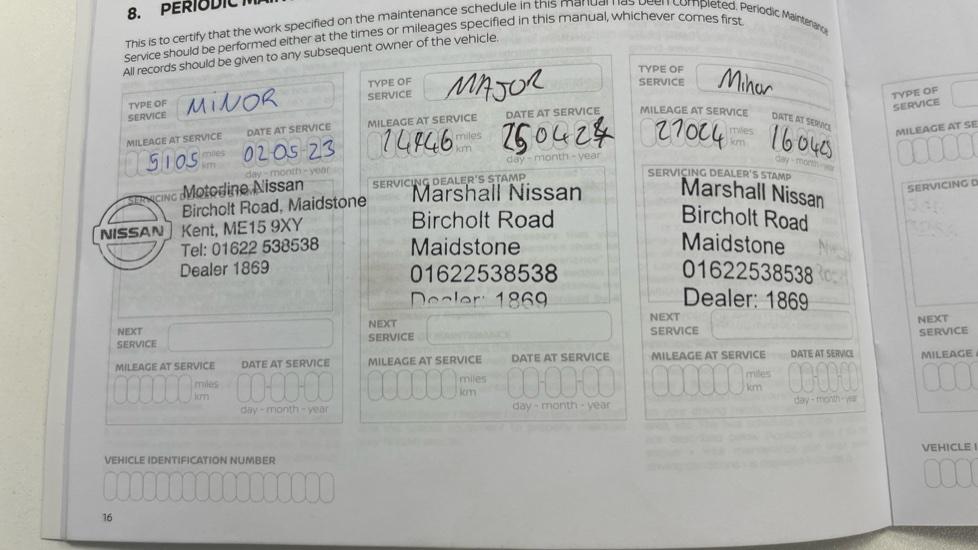 8. PERIODIC
This is to certify that the work specified on the maintenance schedule in this manual has been completed. Periodic Maintenance
Service should be performed either at the times or mileages specified in this manual, whichever comes first.
All records should be given to any subsequent owner of the vehicle.
TYPE OF
SERVICE
MINOR
MILEAGE AT SERVICE
DATE AT SERVICE
5105 miles
km
02-05-23
day - month - year
SERVICING
Motorline Nissan
Bircholt Road, Maidstone
Kent, ME15 9XY
Tel: 01622 538538
Dealer 1869
NISSAN
NEXT
SERVICE
MILEAGE AT SERVICE
DATE AT SERVICE
miles
km
day - month - year
VEHICLE IDENTIFICATION NUMBER
16
TYPE OF
SERVICE
MAJOR
MILEAGE AT SERVICE
DATE AT SERVICE
miles
km
day - month - year
SERVICING DEALER'S STAMP
Marshall Nissan
Bircholt Road
Maidstone
01622538538
Dealer: 1869
NEXT
SERVICE
MILEAGE AT SERVICE
DATE AT SERVICE
miles
km
day - month - year
TYPE OF
SERVICE
Minor
MILEAGE AT SERVICE
DATE AT SERVICE
miles
km
160425
day - month - year
SERVICING DEALER'S STAMP
Marshall Nissan
Bircholt Road
Maidstone
01622538538
Dealer: 1869
NEXT
SERVICE
MILEAGE AT SERVICE
DATE AT SERVICE
miles
km
day - month - year
TYPE OF
SERVICE
MILEAGE AT SE
SERVICING D
NEXT
SERVICE
MILEAGE
VEHICLE I